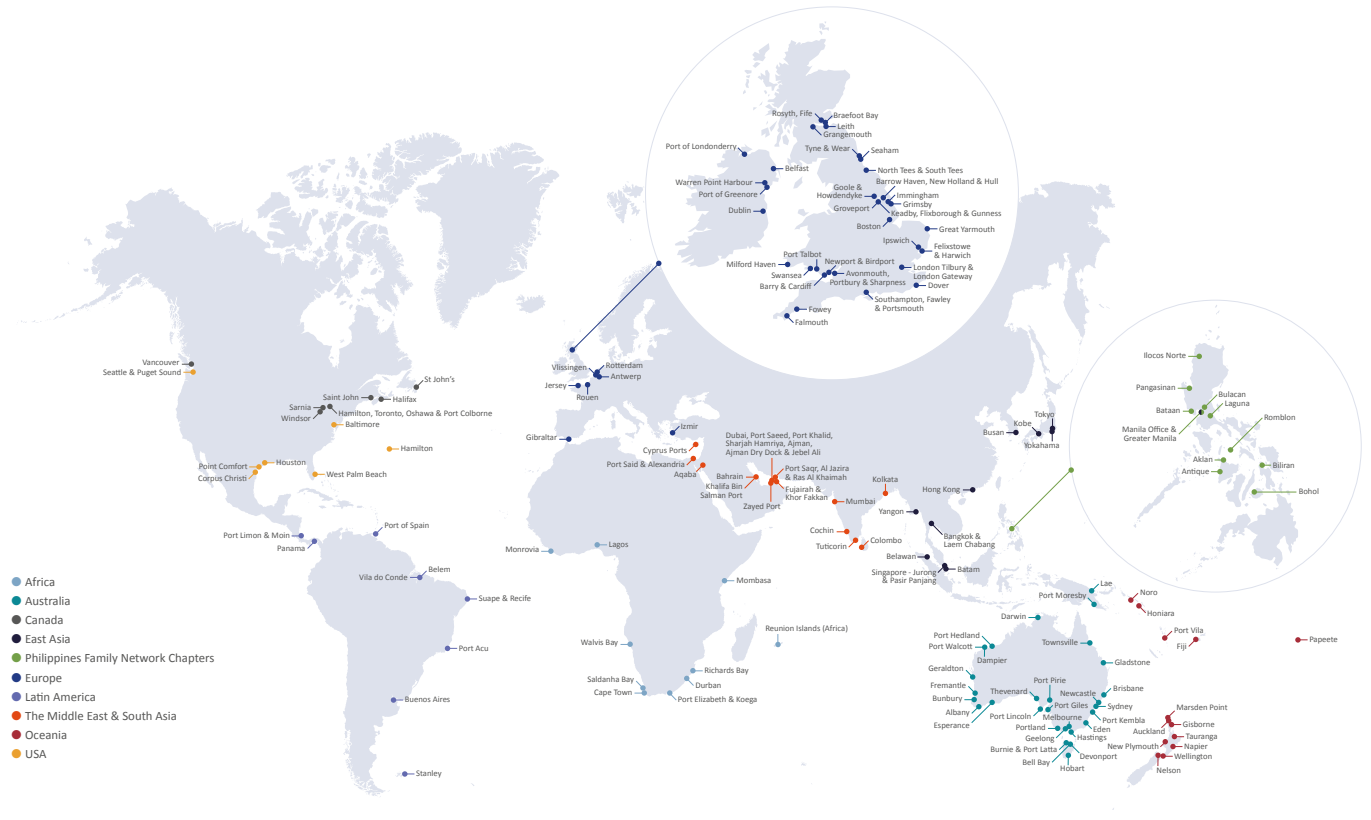 Rosyth, Fife
Braefoot Bay
Leith
Grangemouth
Port of Londonderry
Tyne & Wear
Seaham
Belfast
North Tees & South Tees
Warren Point Harbour
Barrow Haven, New Holland & Hull
Port of Greenore
Goole &
Howdendyke
Immingham
Grimsby
Dublin
Groveport
Keadby, Flixborough & Gunness
Boston
Great Yarmouth
Ipswich
Felixstowe
& Harwich
Port Talbot
Milford Haven
Newport & Birdport
London Tilbury &
London Gateway
Swansea
Avonmouth,
Portbury & Sharpness
Barry & Cardiff
Dover
Southampton, Fawley
& Portsmouth
Fowey
Falmouth
Ilocos Norte
Pangasinan
Bulacan
Laguna
Bataan
Romblon
Manila Office &
Greater Manila
Aklan
Antique
Biliran
Bohol
Vancouver
Seattle & Puget Sound
St John's
Saint John
Halifax
Sarnia
Hamilton, Toronto, Oshawa & Port Colborne
Windsor
Baltimore
Hamilton
Houston
Point Comfort
Corpus Christi
West Palm Beach
Vlissingen
Rotterdam
Antwerp
Jersey
Rouen
Izmir
Gibraltar
Cyprus Ports
Port Said & Alexandria
Aqaba
Dubai, Port Saeed, Port Khalid,
Sharjah Hamriya, Ajman,
Ajman Dry Dock & Jebel Ali
Bahrain
Port Saqr, Al Jazira
& Ras Al Khaimah
Khalifa Bin
Salman Port
Fujairah &
Khor Fakkan
Zayed Port
Kolkata
Mumbai
Cochin
Tuticorin
Colombo
Tokyo
Kobe
Busan
Yokahama
Hong Kong
Yangon
Bangkok &
Laem Chabang
Belawan
Singapore - Jurong
& Pasir Panjang
Batam
Port of Spain
Port Limon & Moin
Panama
Belem
Vila do Conde
Suape & Recife
Port Acu
Buenos Aires
Stanley
Monrovia
Lagos
Mombasa
Reunion Islands (Africa)
Walvis Bay
Richards Bay
Saldanha Bay
Durban
Cape Town
Port Elizabeth & Koega
Lae
Port Moresby
Noro
Honiara
Darwin
Port Vila
Fiji
Papeete
Port Hedland
Port Walcott
Dampier
Townsville
Gladstone
Geraldton
Port Pirie
Fremantle
Thevenard
Newcastle
Brisbane
Bunbury
Port Giles
Sydney
Albany
Port Lincoln
Melbourne
Port Kembla
Esperance
Portland
Eden
Geelong
Hastings
Burnie & Port Latta
Devonport
Bell Bay
Hobart
Marsden Point
Auckland
Gisborne
Tauranga
New Plymouth
Napier
Wellington
Nelson
Africa
Australia
Canada
East Asia
Philippines Family Network Chapters
Europe
Latin America
The Middle East & South Asia
Oceania
USA